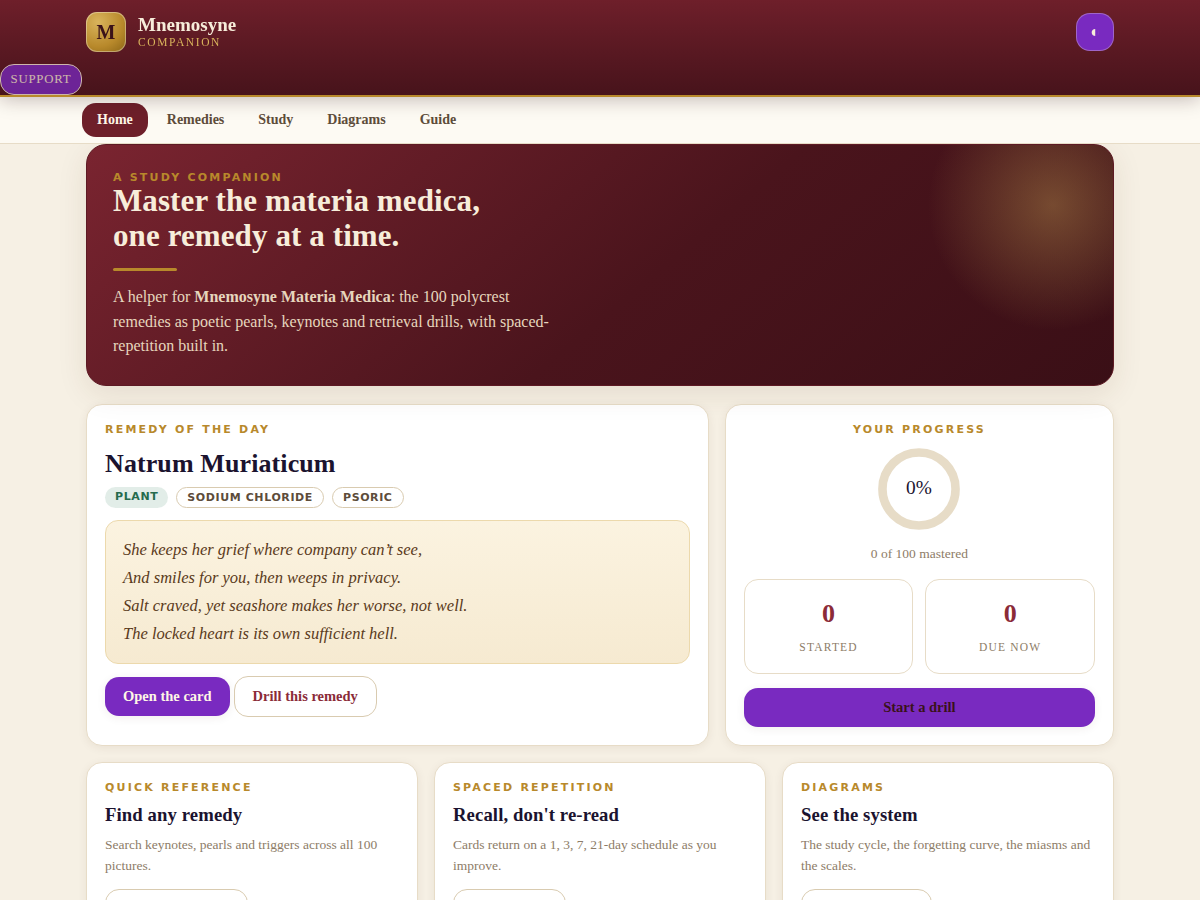 M
Mnemosyne
COMPANION
SUPPORT
Home
Remedies
Study
Diagrams
Guide
A STUDY COMPANION
Master the materia medica,
one remedy at a time.
A helper for Mnemosyne Materia Medica: the 100 polycrest
remedies as poetic pearls, keynotes and retrieval drills, with spaced-
repetition built in.
REMEDY OF THE DAY
Natrum Muriaticum
PLANT
SODIUM CHLORIDE
PSORIC
She keeps her grief where company can’t see,
And smiles for you, then weeps in privacy.
Salt craved, yet seashore makes her worse, not well.
The locked heart is its own sufficient hell.
Open the card
Drill this remedy
YOUR PROGRESS
0%
0 of 100 mastered
0
STARTED
0
DUE NOW
Start a drill
QUICK REFERENCE
Find any remedy
Search keynotes, pearls and triggers across all 100
pictures.
SPACED REPETITION
Recall, don't re-read
Cards return on a 1, 3, 7, 21-day schedule as you
improve.
DIAGRAMS
See the system
The study cycle, the forgetting curve, the miasms and
the scales.